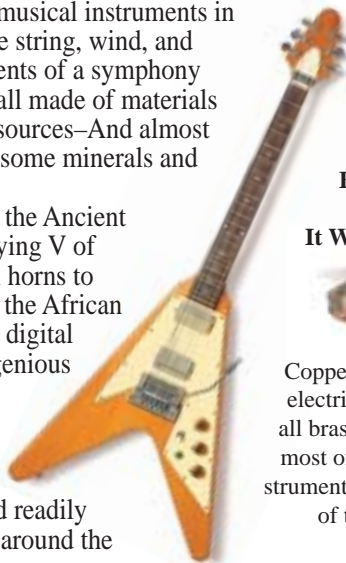 musical instruments in
e string, wind, and
ents of a symphony
all made of materials
sources–And almost
some minerals and
the Ancient
ying V of
horns to
the African
digital
genious
d readily
around the
It W
Coppe
electri
all bras
most o
strument
of t